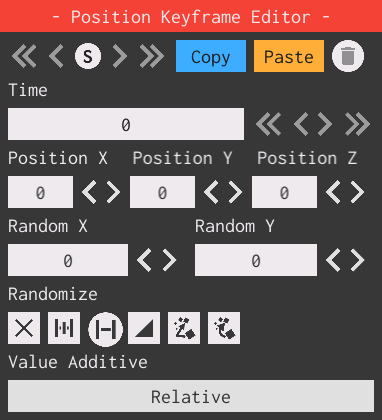 - Position Keyframe Editor -
S Copy Paste
Time
0
Position X Position Y Position Z
0 0 0
Random X Random Y
0 0
Randomize
Value Additive
Relative